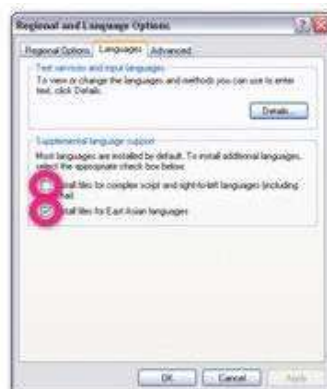 Regional and Language Options
Regional Options Languages Advanced
Text services and input languages
To view or change the languages and methods you can use to enter
text, click Details.
Details...
Supplemental language support
Most languages are installed by default. To install additional languages,
select the appropriate check box below.
stall files for complex script and right-to-left languages (including
stall files for East Asian languages
OK Cancel Apply